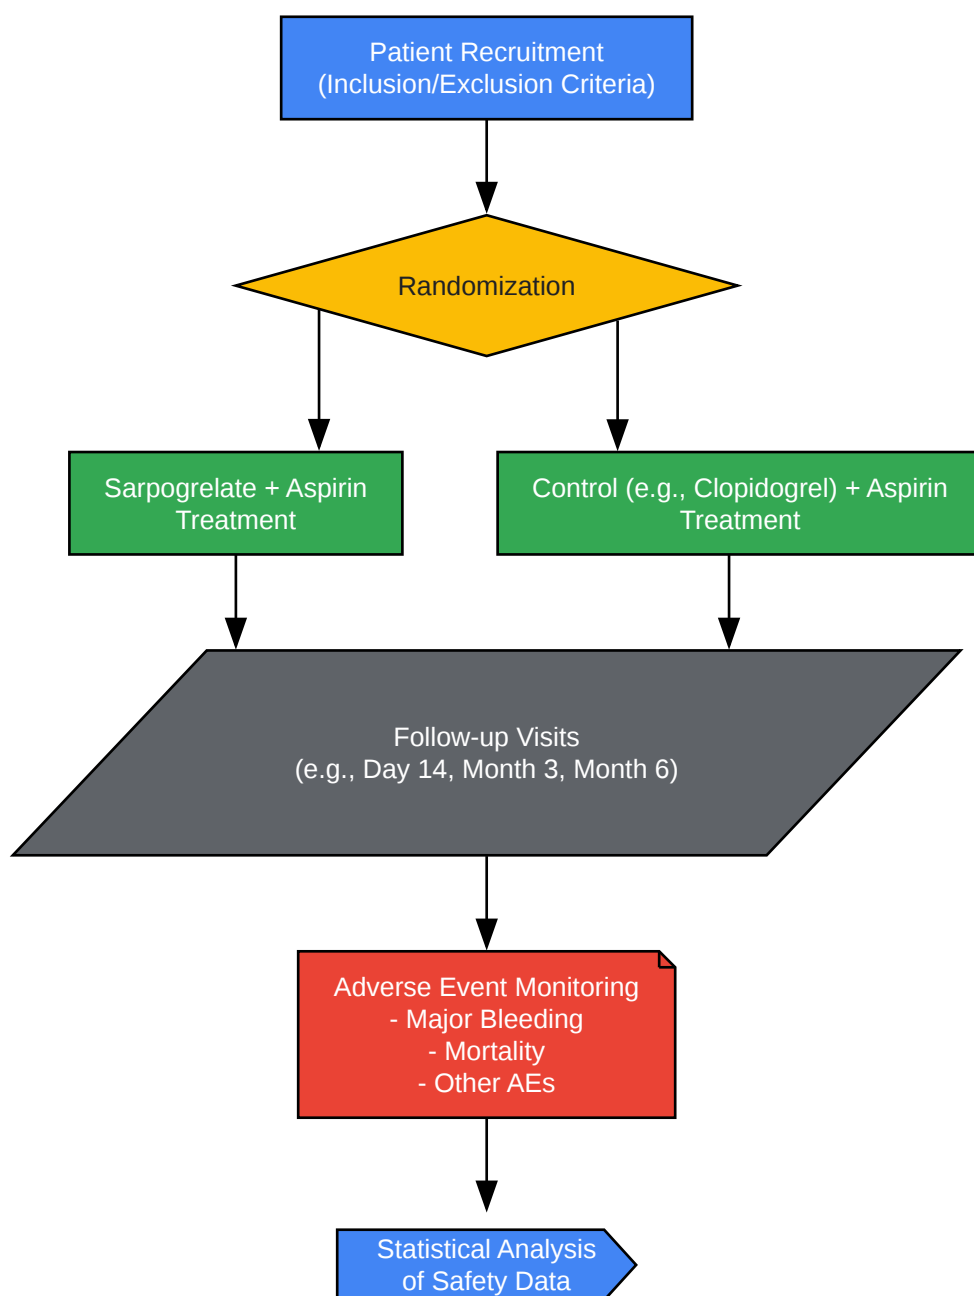 Patient Recruitment
(Inclusion/Exclusion Criteria)
Randomization
Sarpogrelate + Aspirin
Treatment
Control (e.g., Clopidogrel) + Aspirin
Treatment
Follow-up Visits
(e.g., Day 14, Month 3, Month 6)
Adverse Event Monitoring
- Major Bleeding
- Mortality
- Other AEs
Statistical Analysis
of Safety Data